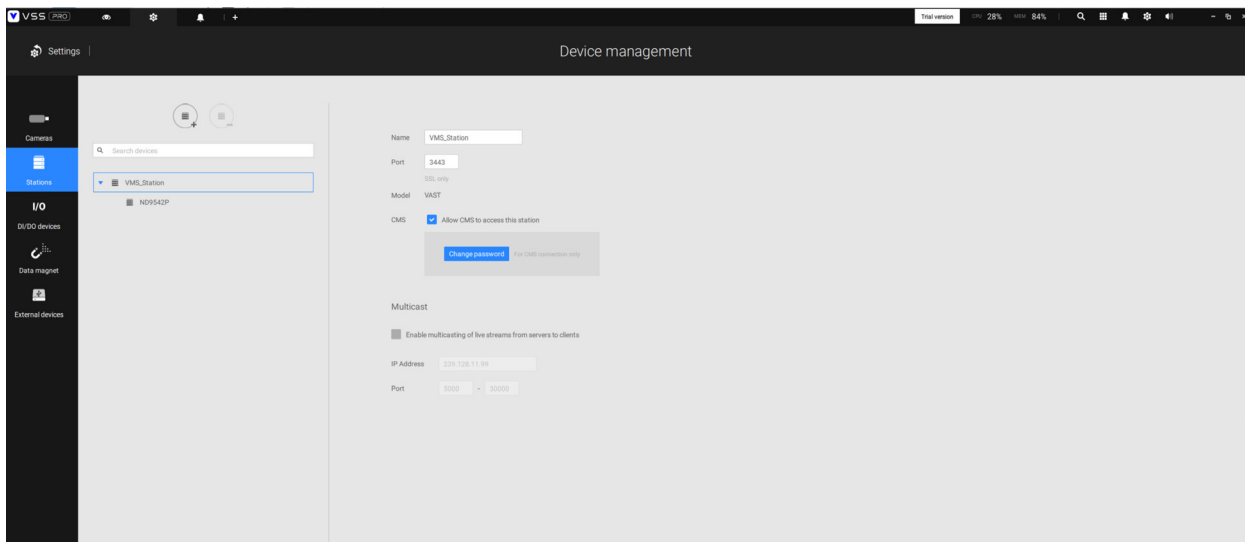 VSS PRO
Trial version CPU 28% MEM 84%
Settings
Device management
Cameras
Stations
I/O
DI/DO devices
Data magnet
External devices
Search devices
VMS_Station
ND9542P
Name VMS_Station
Port 3443
SSL only
Model VAST
CMS Allow CMS to access this station
Change password For CMS connection only
Multicast
Enable multicasting of live streams from servers to clients
IP Address 239.128.11.99
Port 5000 - 30000